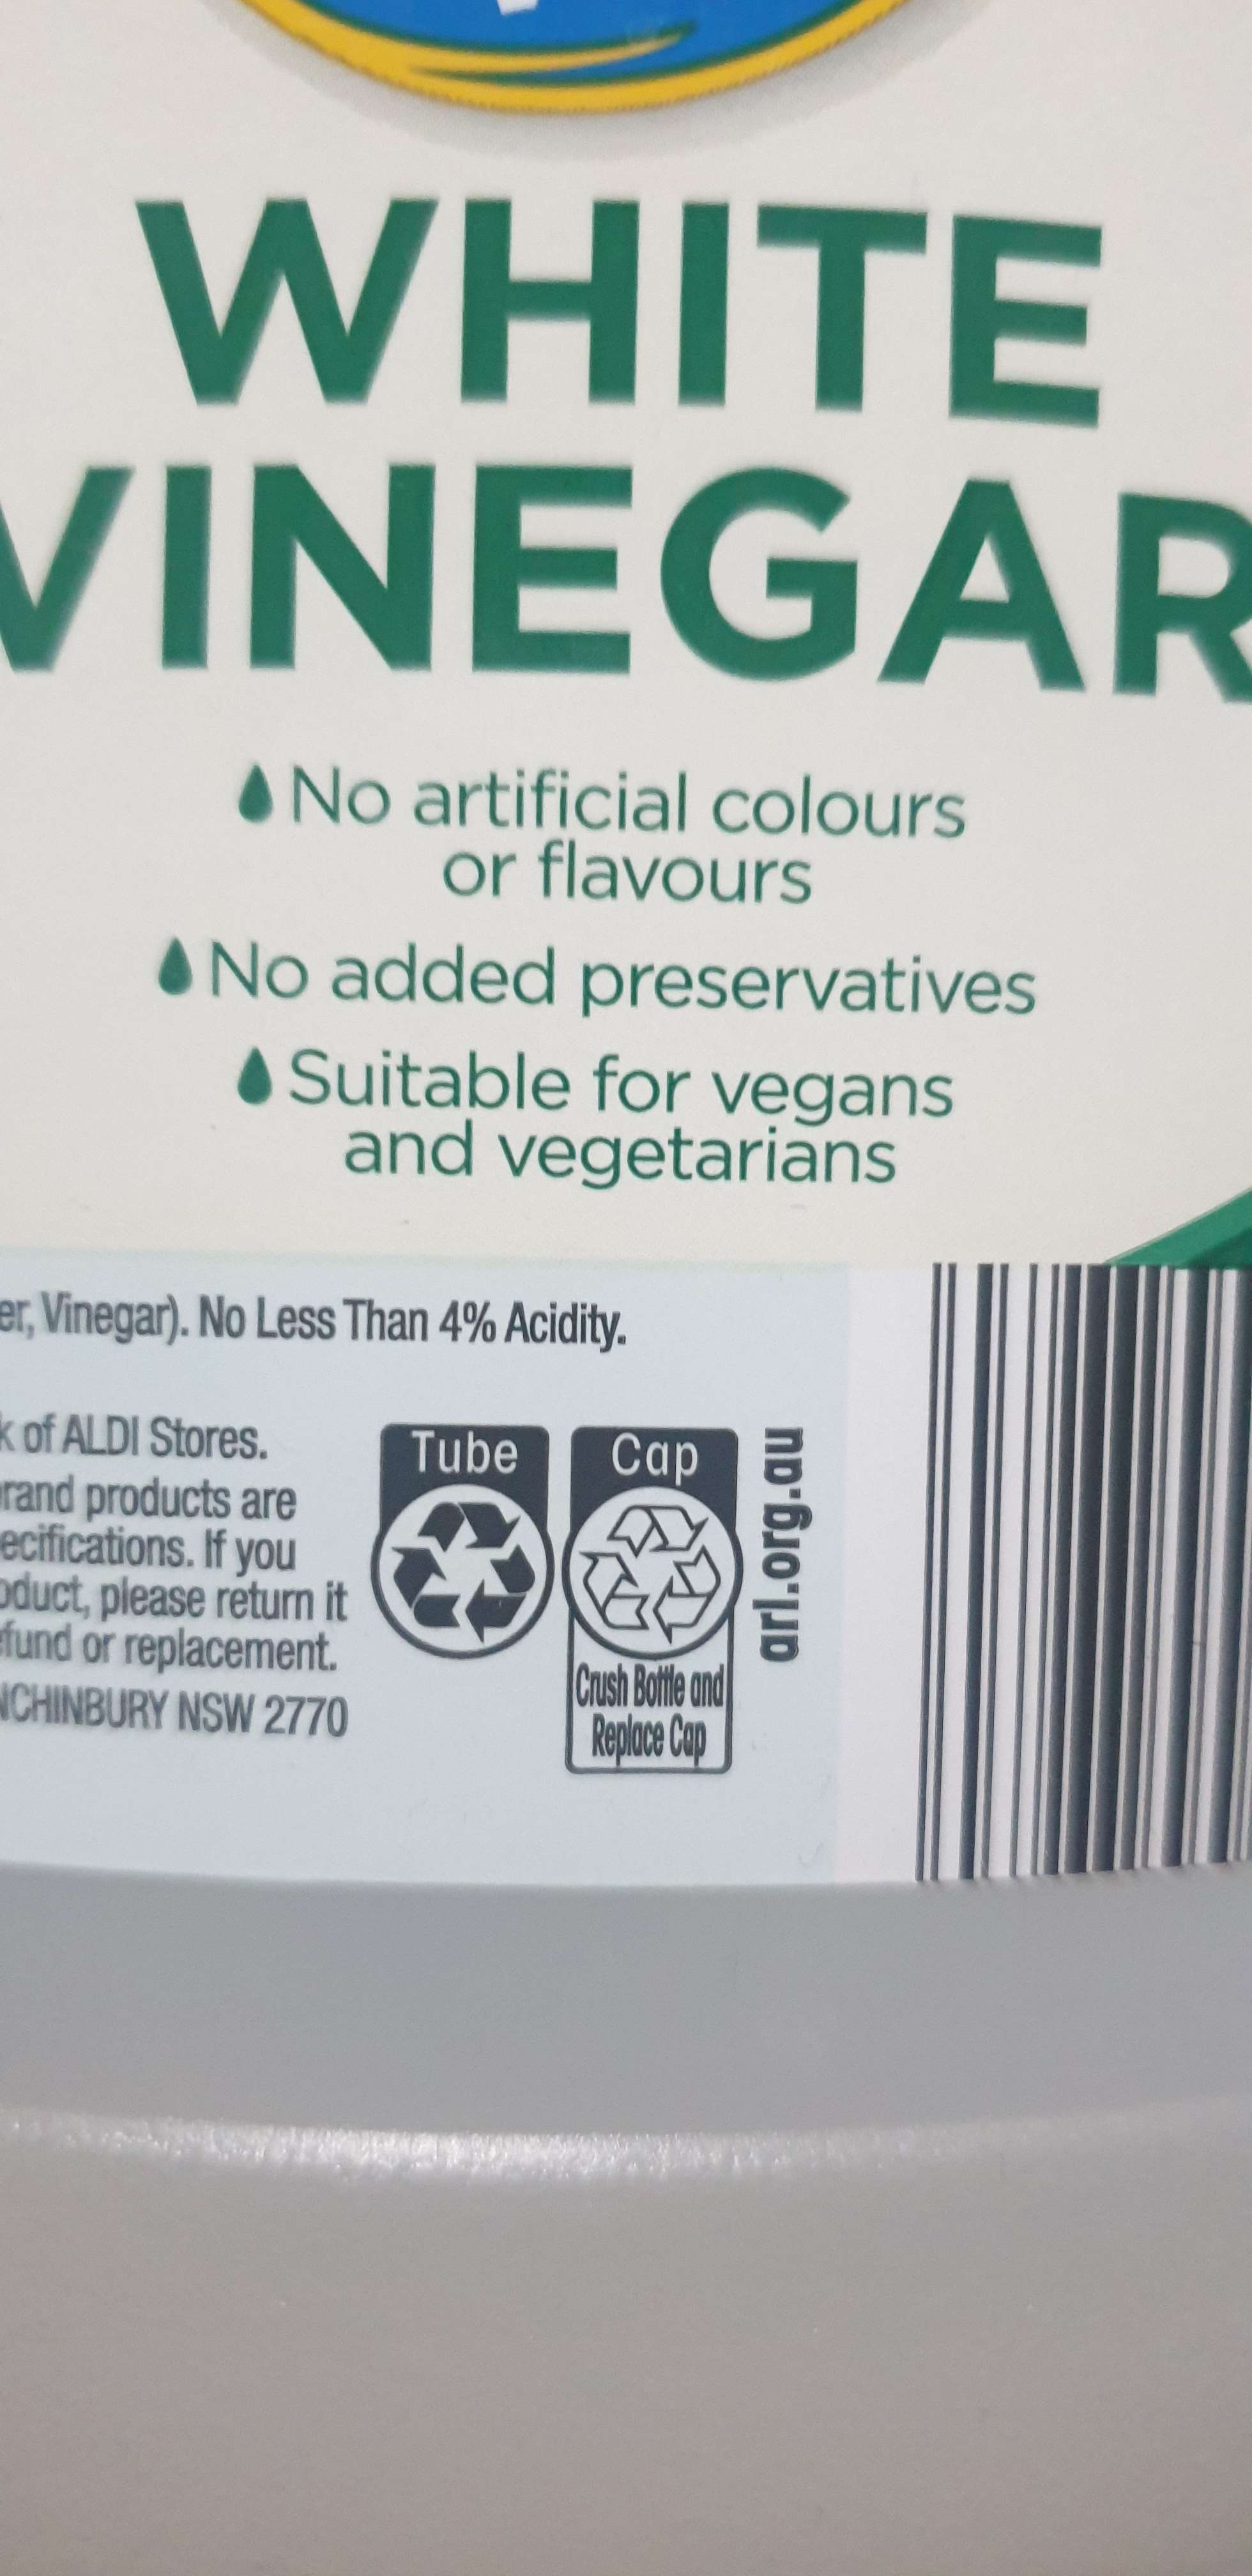 WHITE
VINEGAR
No artificial colours
or flavours
No added preservatives
Suitable for vegans
and vegetarians
er, Vinegar). No Less Than 4% Acidity.
k of ALDI Stores.
rand products are
ecifications. If you
oduct, please return it
efund or replacement.
NCHINBURY NSW 2770
Tube
Cap
Crush Bottle and
Replace Cap
arl.org.au